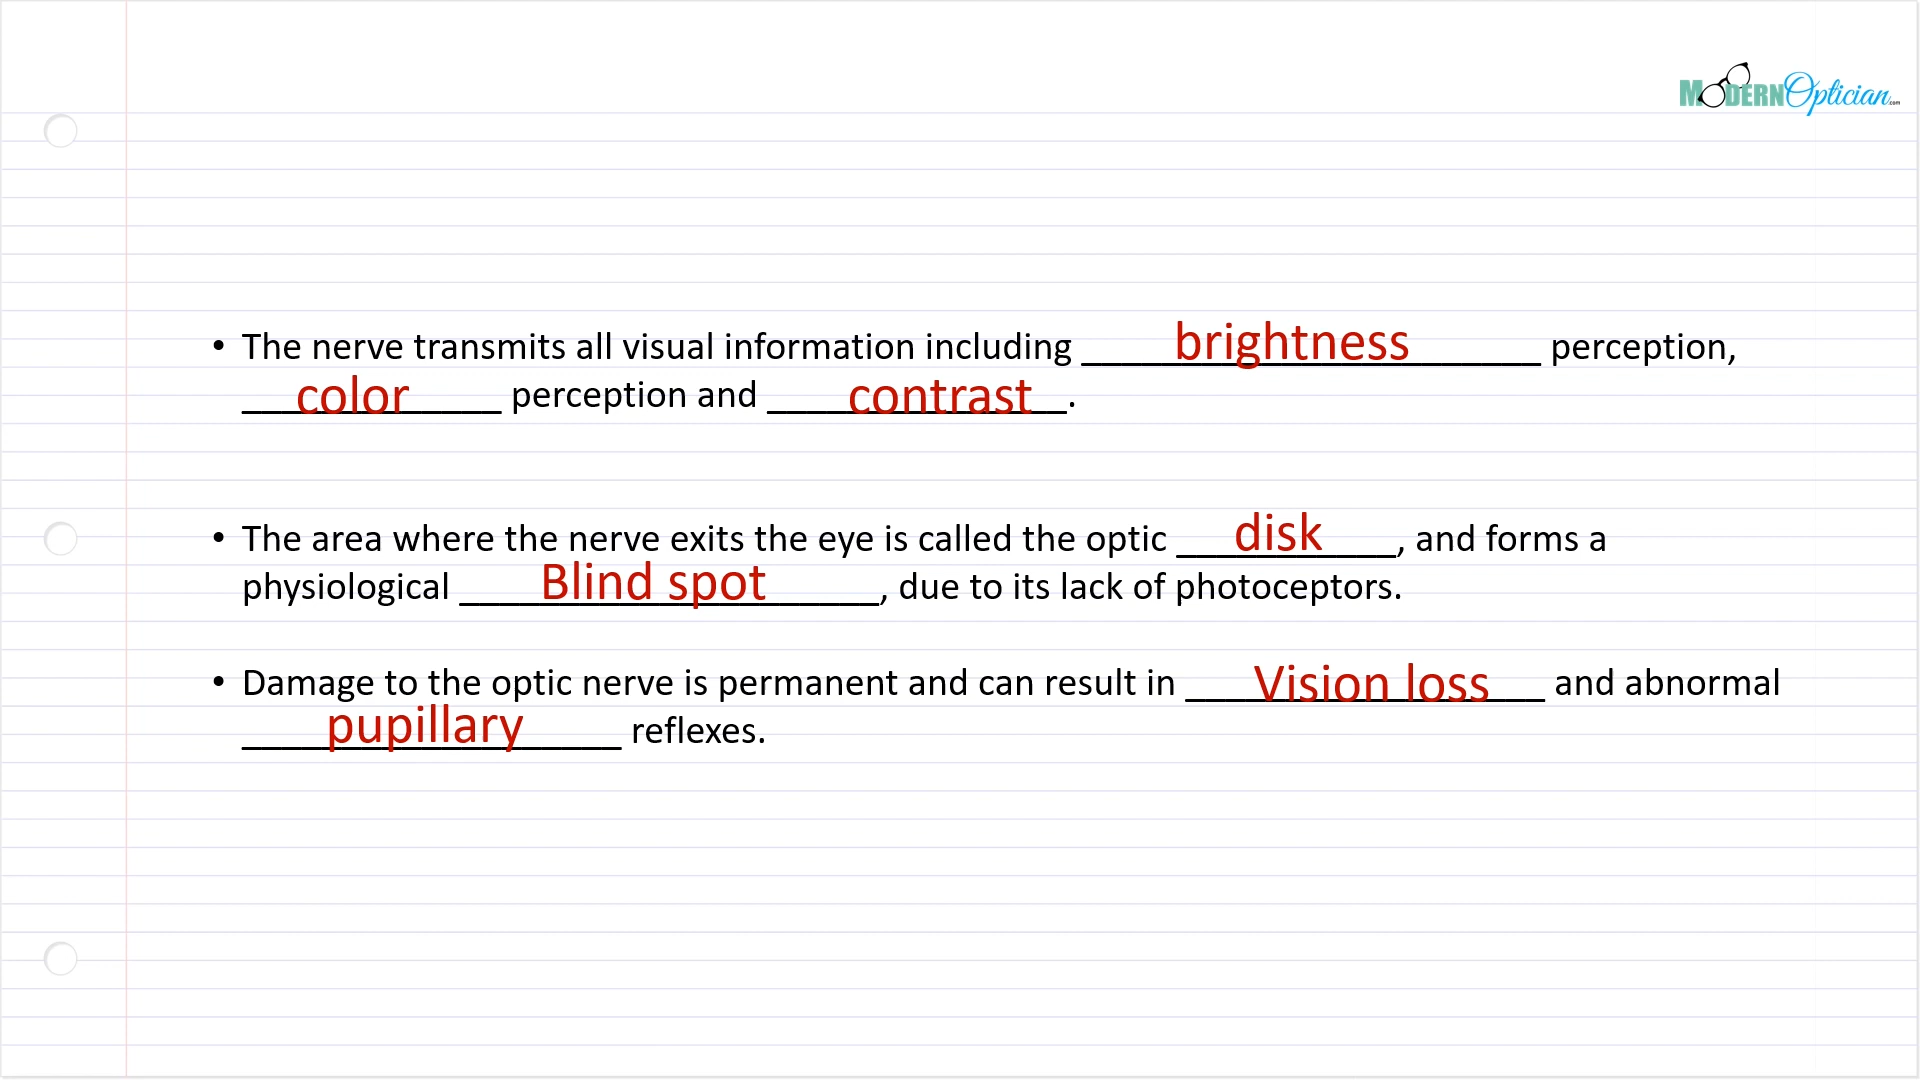 MODERNOptician.com
• The nerve transmits all visual information including brightness perception,
color perception and contrast.
• The area where the nerve exits the eye is called the optic disk, and forms a
physiological Blind spot, due to its lack of photoceptors.
• Damage to the optic nerve is permanent and can result in Vision loss and abnormal
pupillary reflexes.